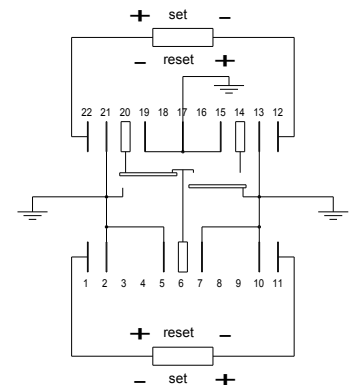 + set -
- reset +
22 21 20 19 18 17 16 15 14 13 12
1 2 3 4 5 6 7 8 9 10 11
+ reset -
- set +